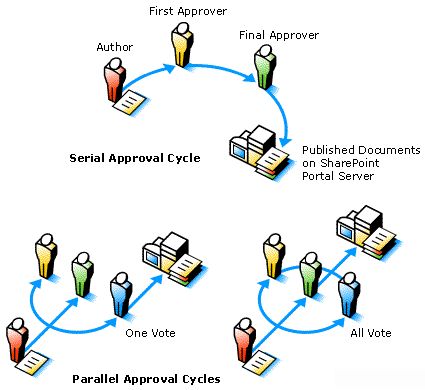 First Approver
Final Approver
Author
Published Documents
on SharePoint
Portal Server
Serial Approval Cycle
One Vote
All Vote
Parallel Approval Cycles